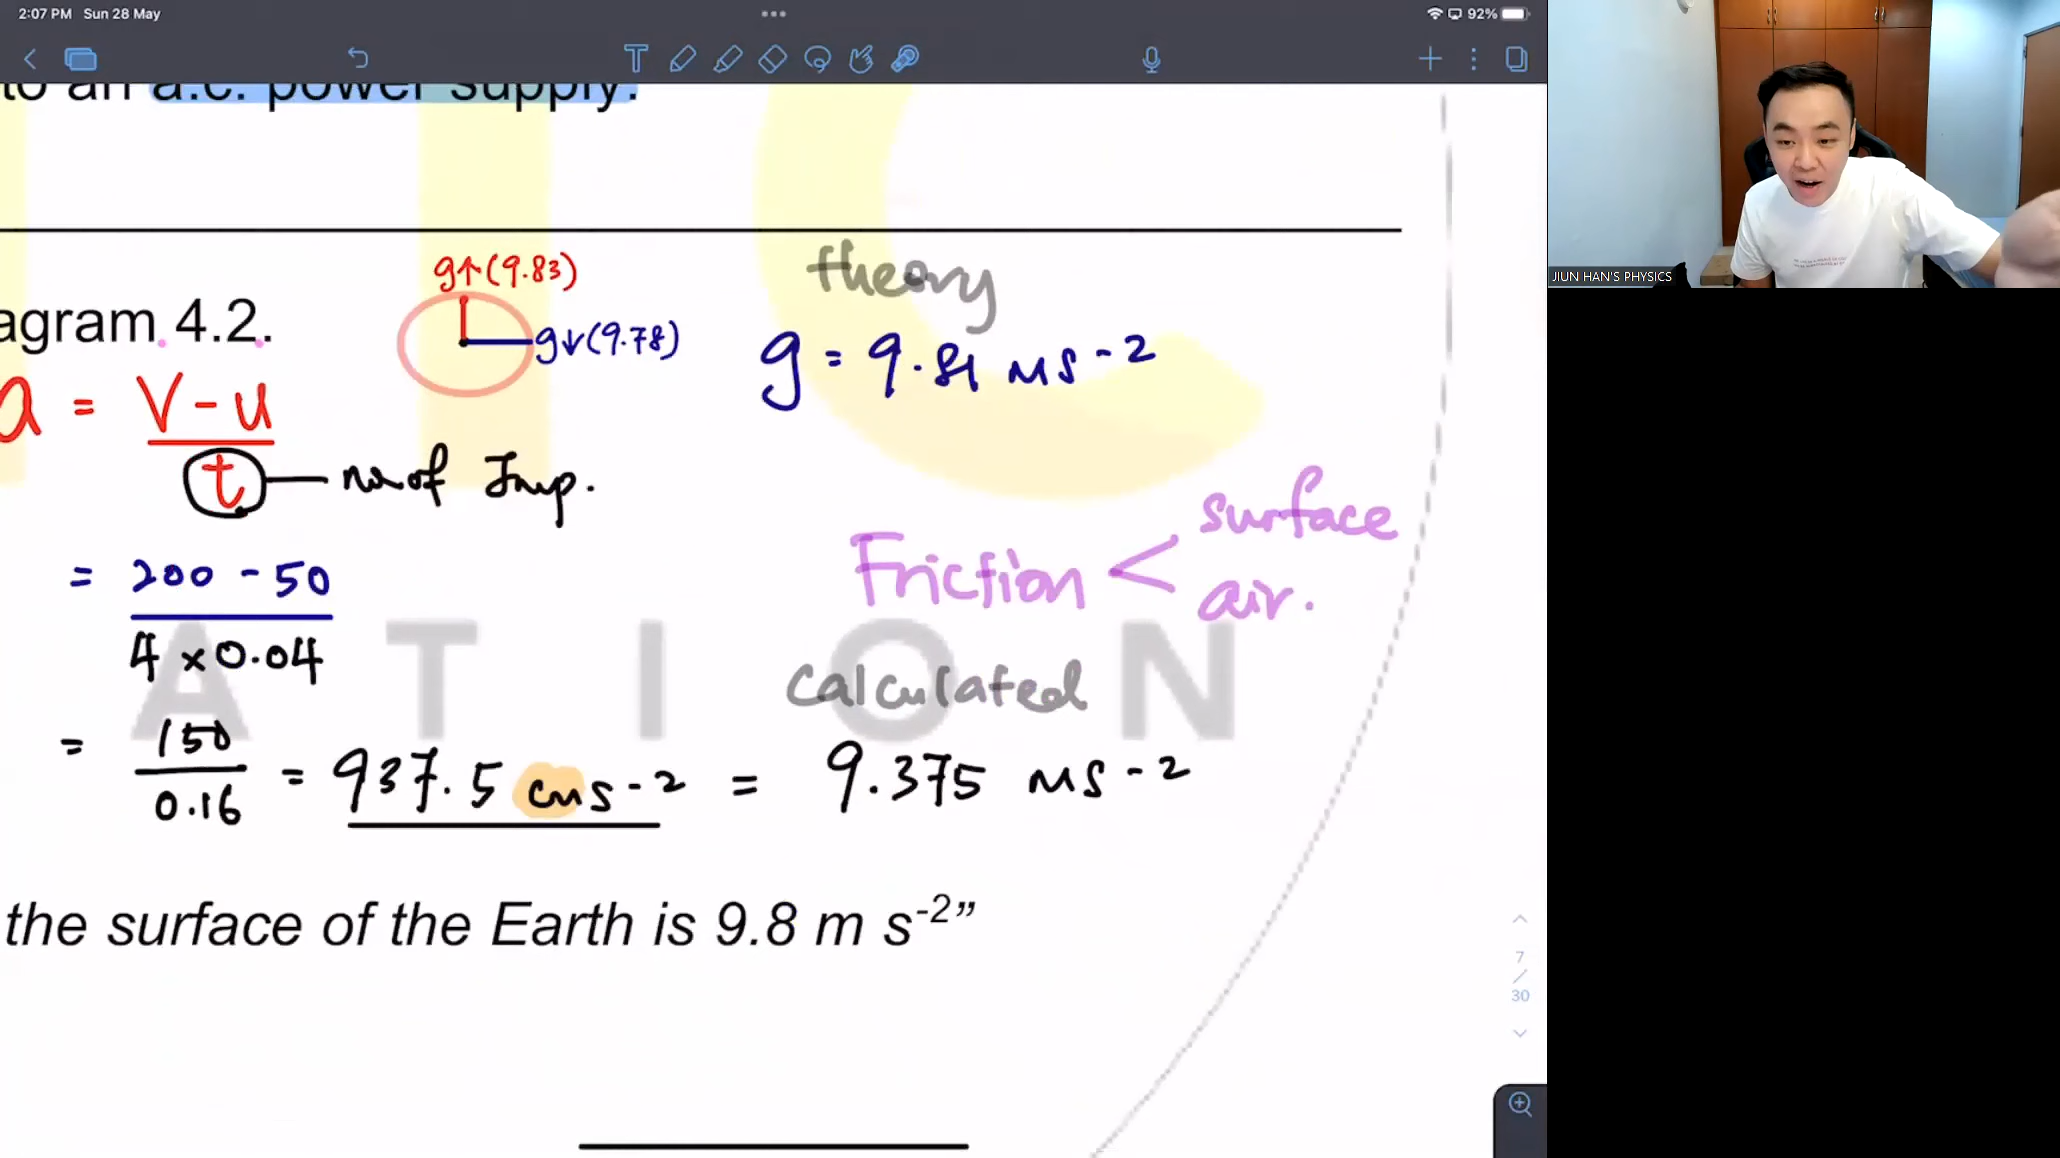 2:07 PM Sun 28 May
92%
to an a.c. power supply.
g↑(9.83)
theory
agram 4.2.
g↓(9.78)
g = 9.81 ms-2
a = v - u
t
no of Imp.
surface
Friction <
air.
= 200 - 50
4 x 0.04
A T I O N
calculated
= 150
0.16
= 937.5 cms-2 = 9.375 ms-2
the surface of the Earth is 9.8 m s-2”
7
/
30
JIUN HAN'S PHYSICS